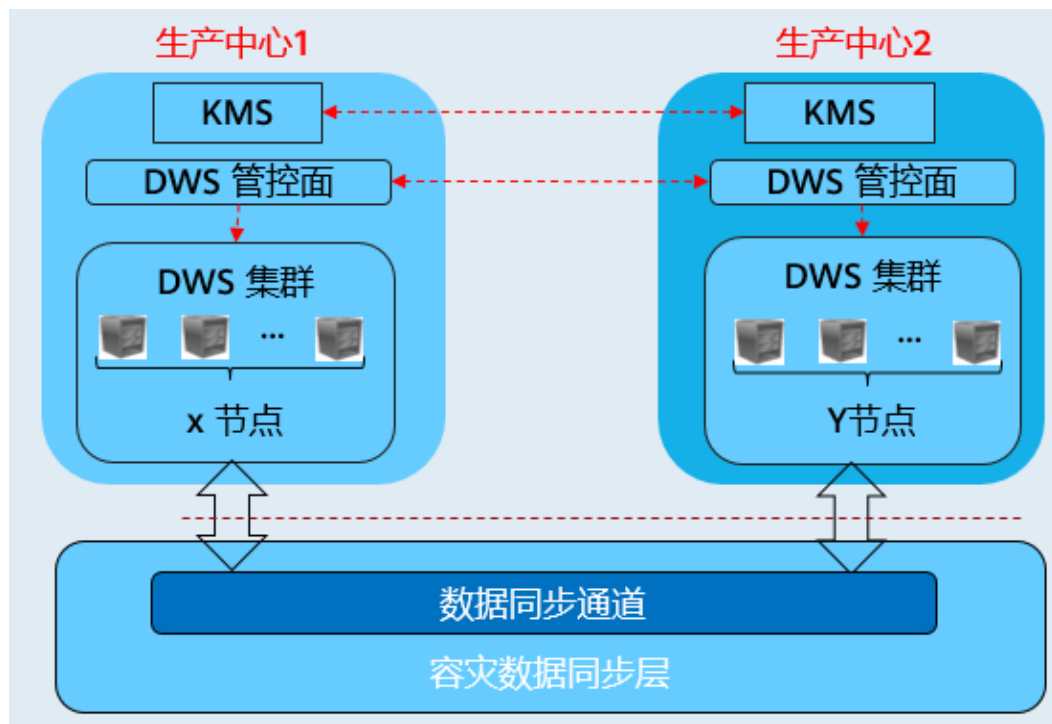 生产中心1
生产中心2
KMS
KMS
DWS 管控面
DWS 管控面
DWS 集群
DWS 集群
...
...
x 节点
Y节点
数据同步通道
容灾数据同步层